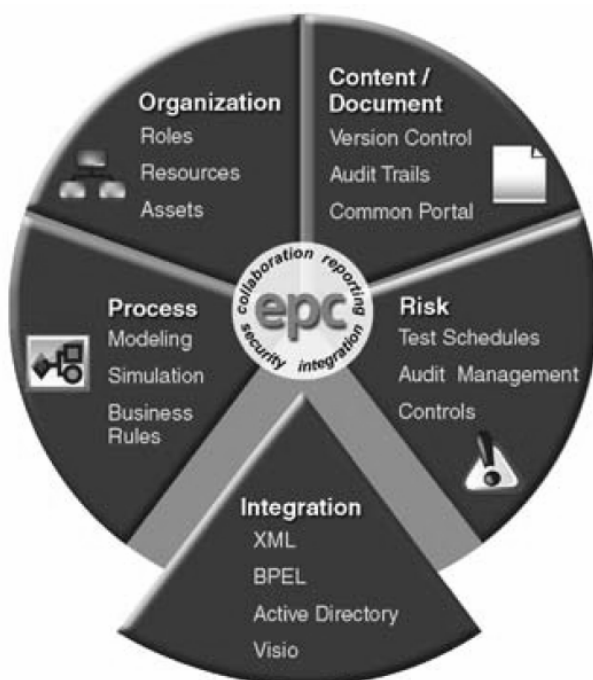 Organization
Roles
Resources
Assets
Content /
Document
Version Control
Audit Trails
Common Portal
collaboration reporting
epc
security integration
Process
Modeling
Simulation
Business
Rules
Risk
Test Schedules
Audit Management
Controls
Integration
XML
BPEL
Active Directory
Visio